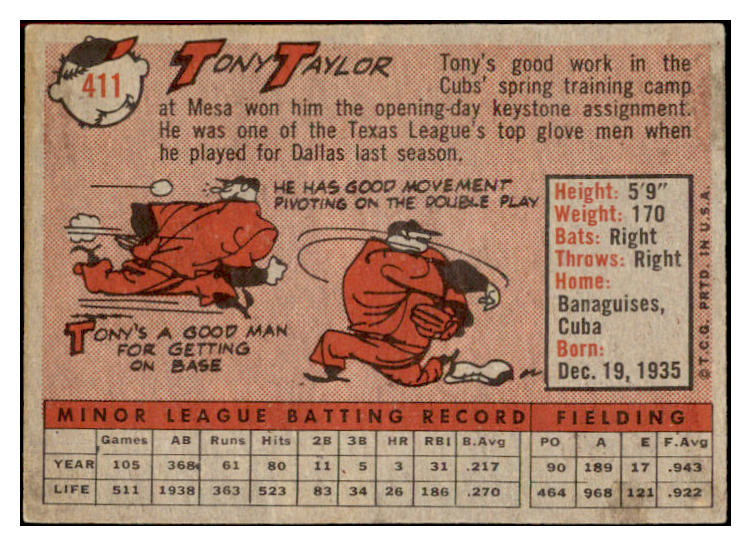 411
TONY TAYLOR
Tony's good work in the
Cubs' spring training camp
at Mesa won him the opening-day keystone assignment.
He was one of the Texas League's top glove men when
he played for Dallas last season.
HE HAS GOOD MOVEMENT
PIVOTING ON THE DOUBLE PLAY
TONY'S A GOOD MAN
FOR GETTING
ON BASE
Height: 5'9"
Weight: 170
Bats: Right
Throws: Right
Home:
Banaguises,
Cuba
Born:
Dec. 19, 1935
© T.C.G. PRTD. IN U.S.A.
MINOR LEAGUE BATTING RECORD FIELDING
Games AB Runs Hits 2B 3B HR RBI B.Avg PO A E F.Avg
YEAR 105 368 61 80 11 5 3 31 .217 90 189 17 .943
LIFE 511 1938 363 523 83 34 26 186 .270 464 968 121 .922